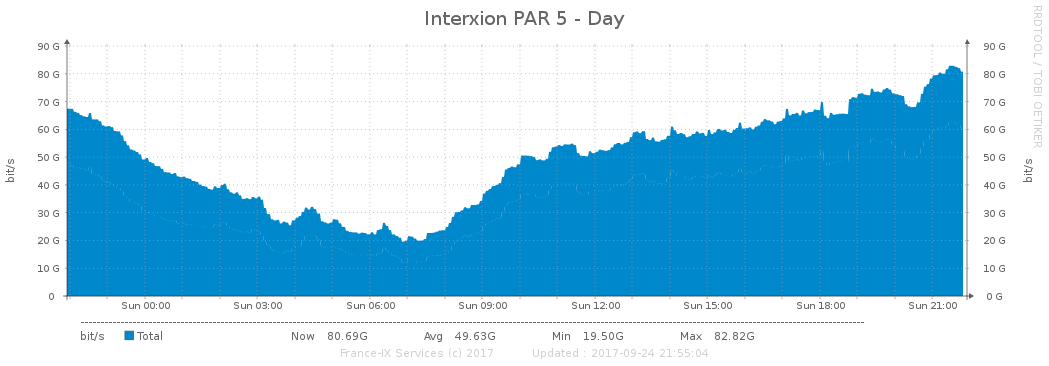 Interxion PAR 5 - Day
RRDTOOL / TOBI OETIKER
90 G 90 G
80 G 80 G
70 G 70 G
60 G 60 G
50 G 50 G
40 G 40 G
30 G 30 G
20 G 20 G
10 G 10 G
0 0 G
bit/s bit/s
Sun 00:00 Sun 03:00 Sun 06:00 Sun 09:00 Sun 12:00 Sun 15:00 Sun 18:00 Sun 21:00
bit/s Total Now 80.69G Avg 49.63G Min 19.50G Max 82.82G
France-IX Services (c) 2017 Updated : 2017-09-24 21:55:04